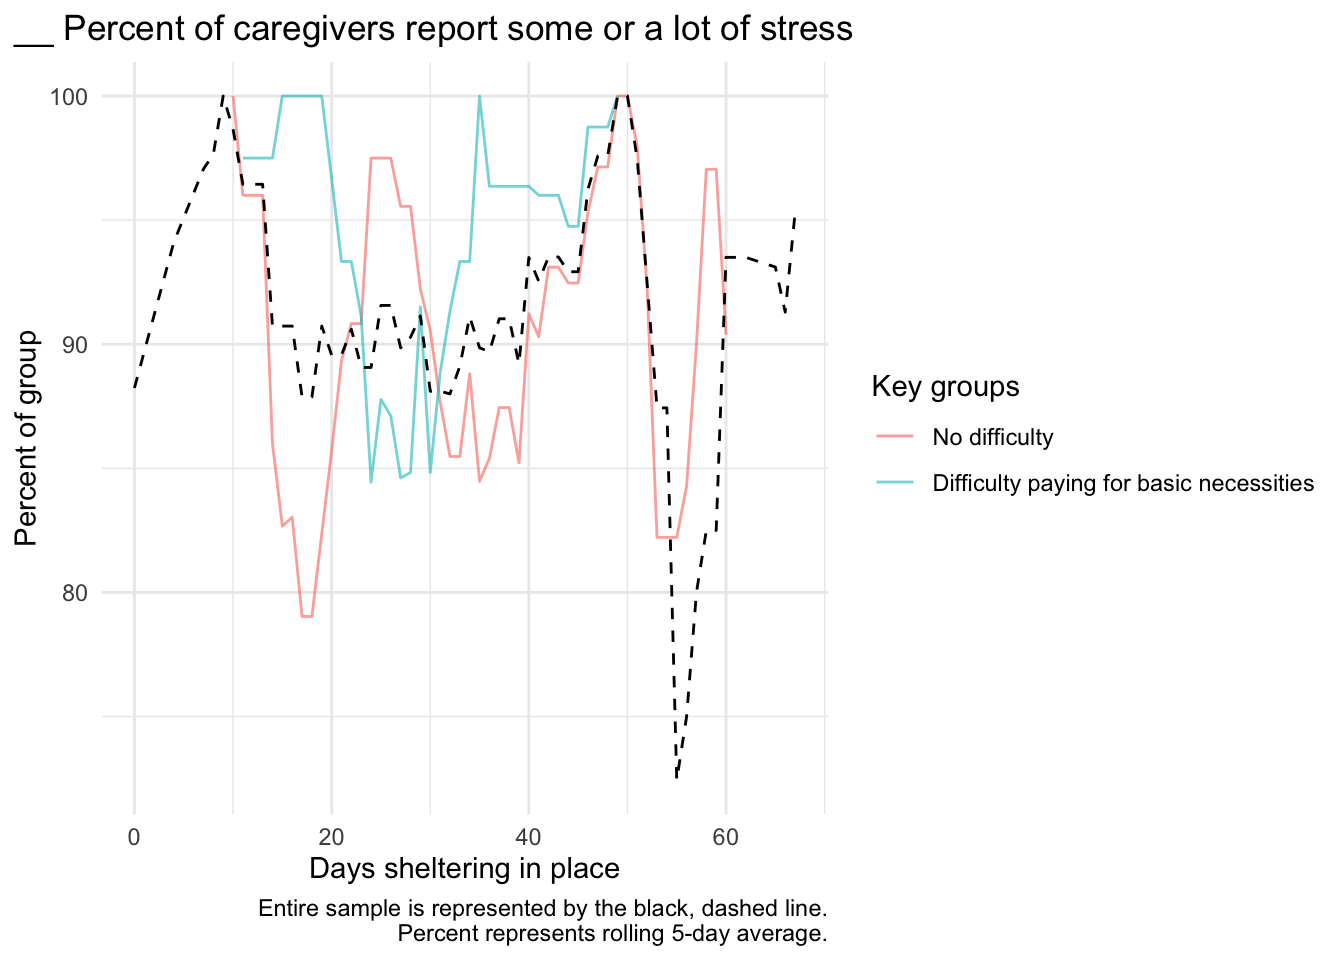 __ Percent of caregivers report some or a lot of stress
100
90
80
Percent of group
0 20 40 60
Days sheltering in place
Key groups
No difficulty
Difficulty paying for basic necessities
Entire sample is represented by the black, dashed line.
Percent represents rolling 5-day average.